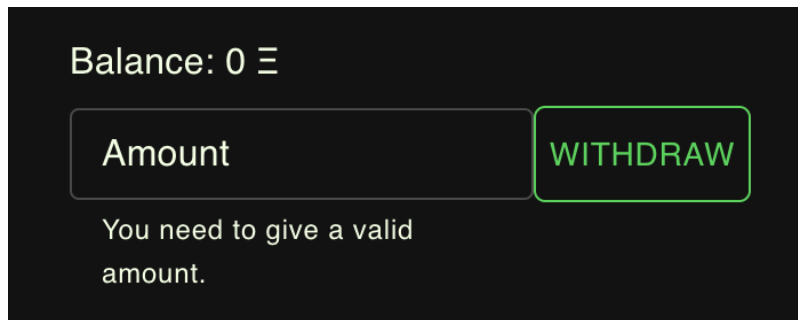 Balance: 0 Ξ
Amount
WITHDRAW
You need to give a valid
amount.